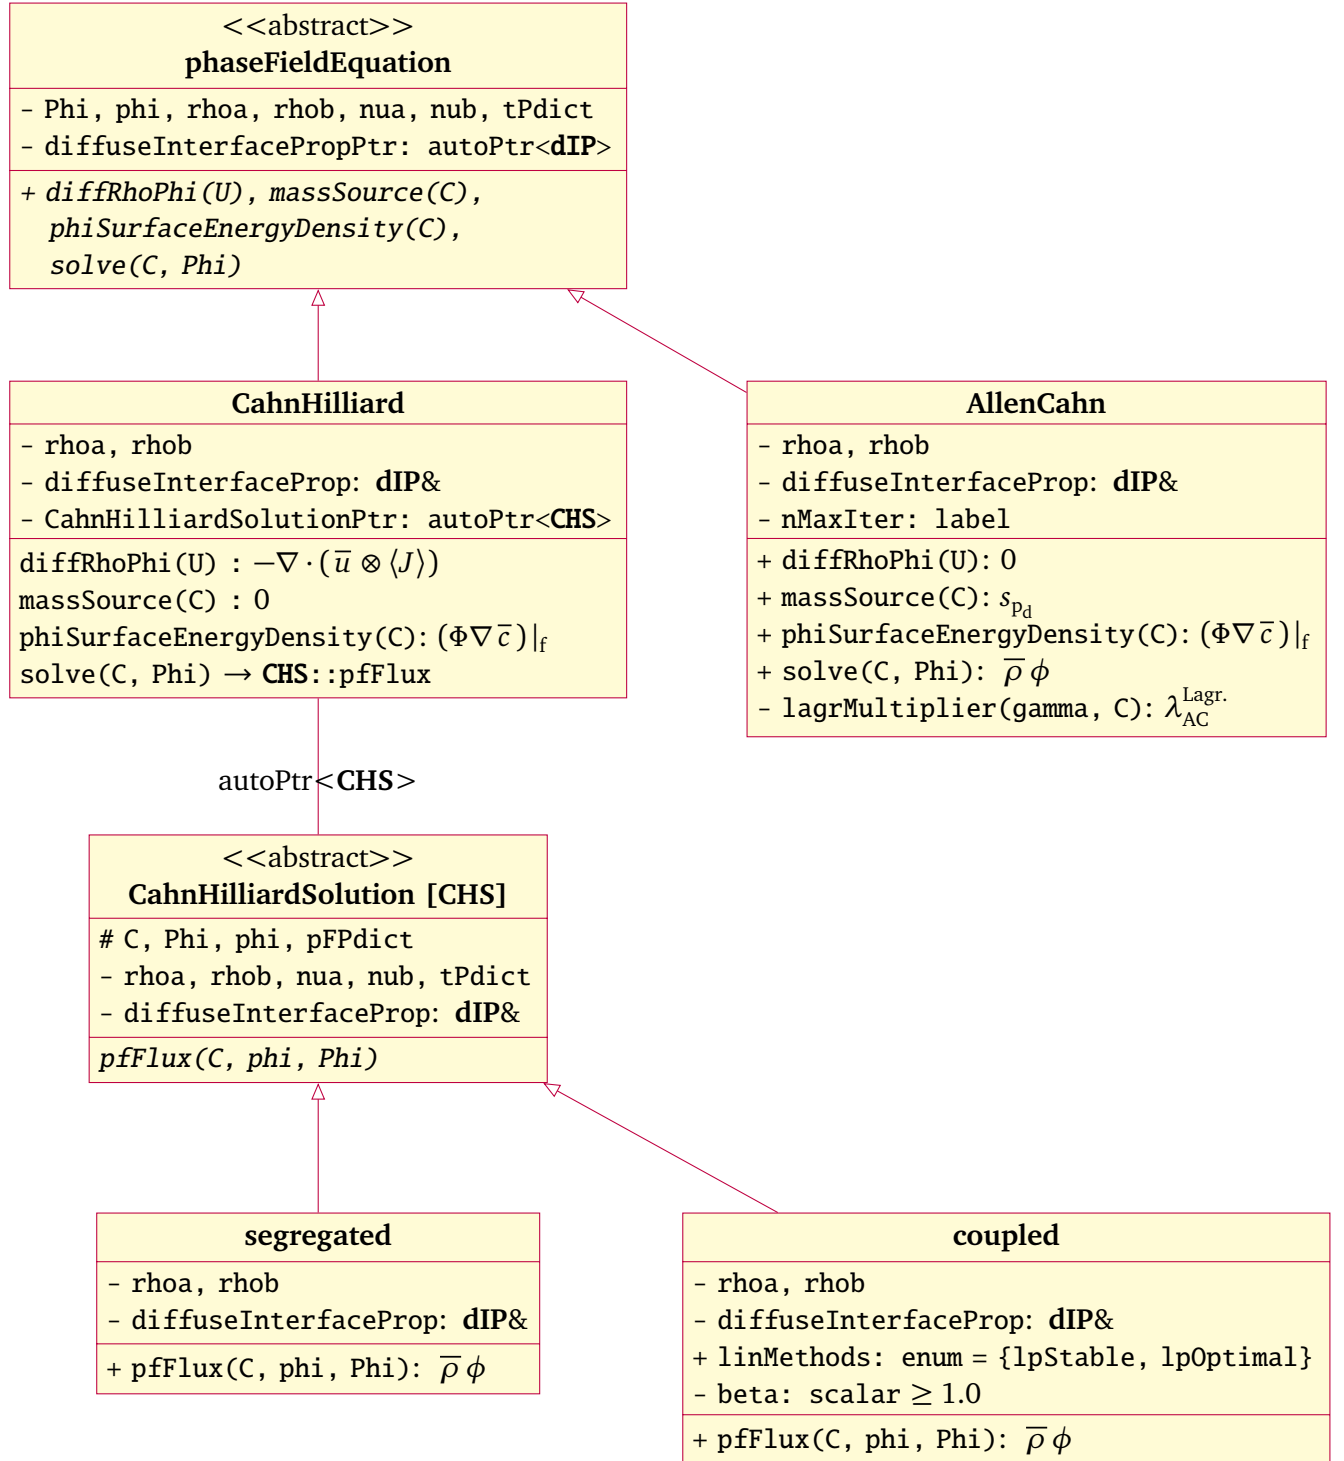 <<abstract>>
phaseFieldEquation
- Phi, phi, rhoa, rhob, nua, nub, tPdict
- diffuseInterfacePropPtr: autoPtr<dIP>
+ diffRhoPhi(U), massSource(C),
phiSurfaceEnergyDensity(C),
solve(C, Phi)
CahnHilliard
- rhoa, rhob
- diffuseInterfaceProp: dIP&
- CahnHilliardSolutionPtr: autoPtr<CHS>
diffRhoPhi(U) : −∇ · (u̅ ⊗ ⟨J⟩)
massSource(C) : 0
phiSurfaceEnergyDensity(C): (Φ∇c̅)|f
solve(C, Phi) → CHS::pfFlux
AllenCahn
- rhoa, rhob
- diffuseInterfaceProp: dIP&
- nMaxIter: label
+ diffRhoPhi(U): 0
+ massSource(C): s_{p_d}
+ phiSurfaceEnergyDensity(C): (Φ∇c̅)|f
+ solve(C, Phi): ρ̅ ϕ
- lagrMultiplier(gamma, C): λ_{AC}^{Lagr.}
autoPtr<CHS>
<<abstract>>
CahnHilliardSolution [CHS]
# C, Phi, phi, pFPdict
- rhoa, rhob, nua, nub, tPdict
- diffuseInterfaceProp: dIP&
pfFlux(C, phi, Phi)
segregated
- rhoa, rhob
- diffuseInterfaceProp: dIP&
+ pfFlux(C, phi, Phi): ρ̅ ϕ
coupled
- rhoa, rhob
- diffuseInterfaceProp: dIP&
+ linMethods: enum = {lpStable, lpOptimal}
- beta: scalar ≥ 1.0
+ pfFlux(C, phi, Phi): ρ̅ ϕ